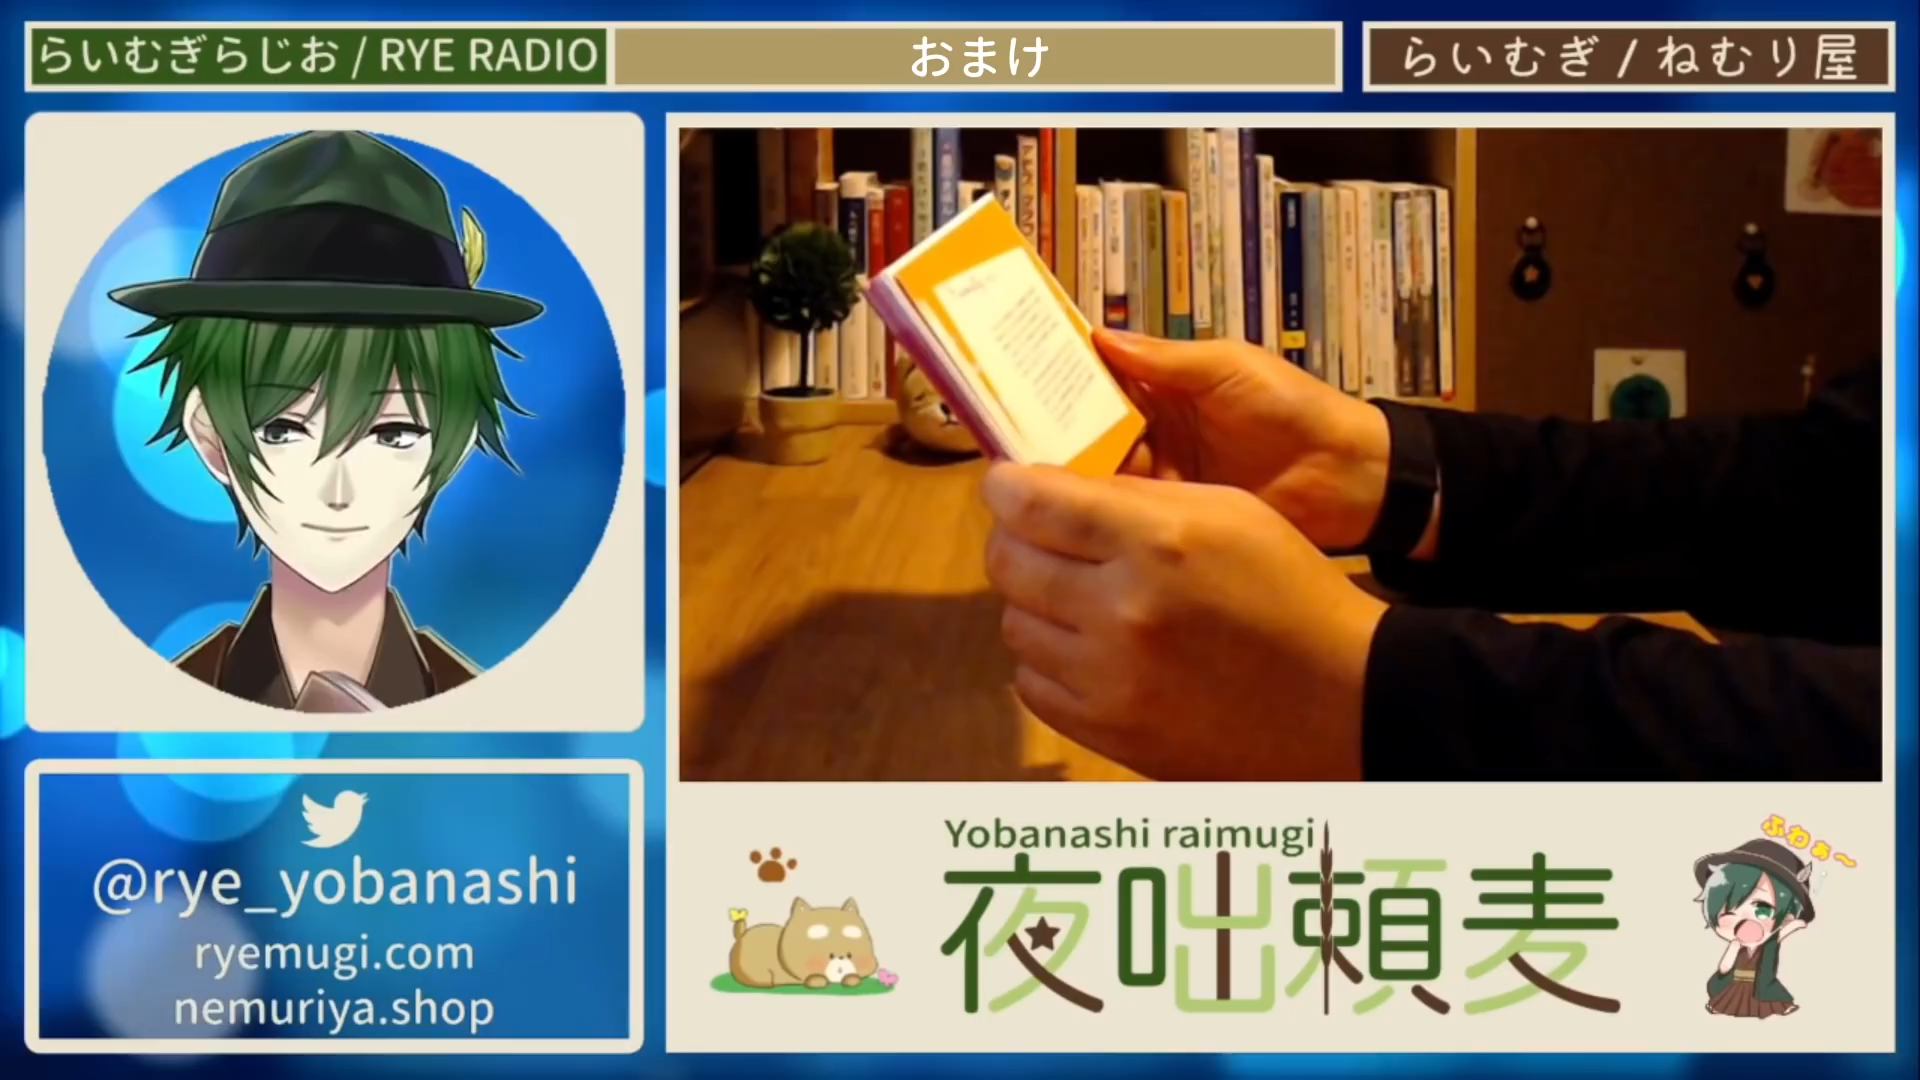 らいむぎらじお / RYE RADIO
おまけ
らいむぎ / ねむり屋
@rye_yobanashi
ryemugi.com
nemuriya.shop
Yobanashi raimugi
夜咄頼麦
ふわぁ～